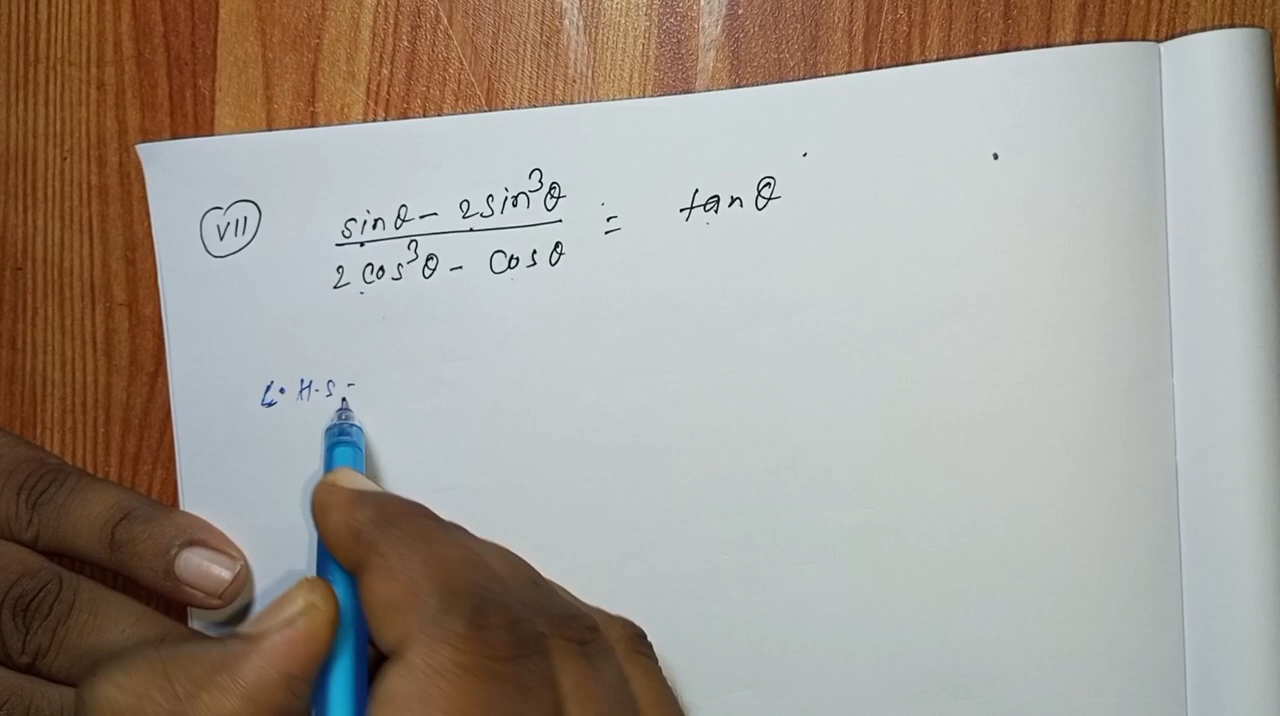 VII sinθ - 2sin³θ / 2cos³θ - cosθ = tanθ
L.H.S -